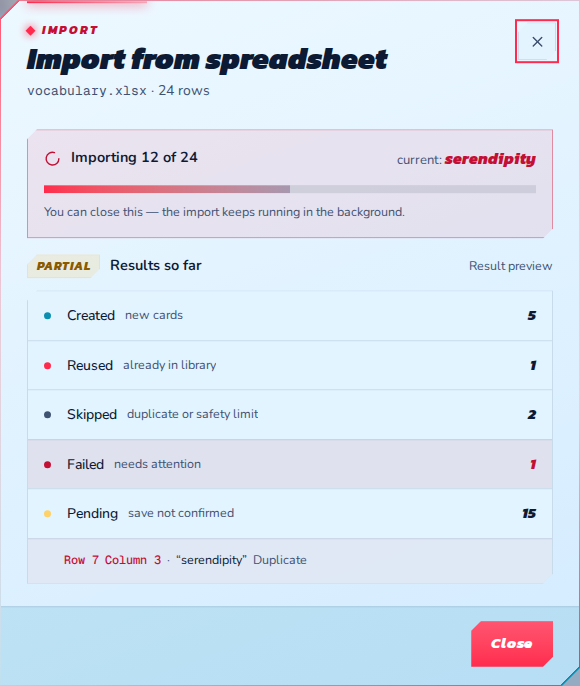 IMPORT
Import from spreadsheet
vocabulary.xlsx · 24 rows
Importing 12 of 24 current: serendipity
You can close this — the import keeps running in the background.
PARTIAL Results so far Result preview
Created new cards 5
Reused already in library 1
Skipped duplicate or safety limit 2
Failed needs attention 1
Pending save not confirmed 15
Row 7 Column 3 · “serendipity” Duplicate
Close